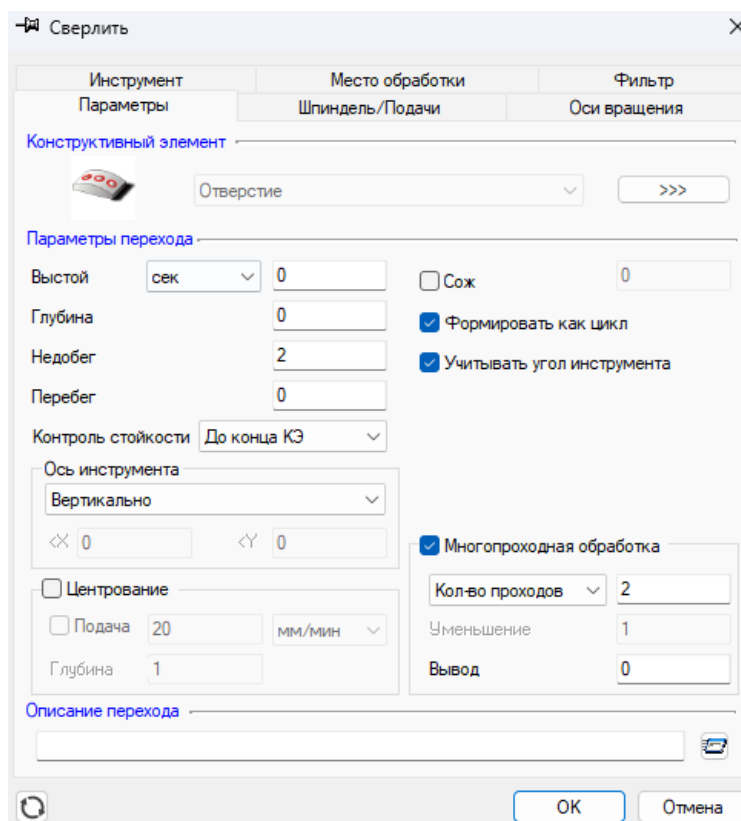 Сверлить
Инструмент Место обработки Фильтр
Параметры Шпиндель/Подачи Оси вращения
Конструктивный элемент
Отверстие >>>
Параметры перехода
Выстой сек 0 Сож 0
Глубина 0 Формировать как цикл
Недобег 2 Учитывать угол инструмента
Перебег 0
Контроль стойкости До конца КЭ
Ось инструмента
Вертикально
<X 0 <Y 0 Многопроходная обработка
Центрование Кол-во проходов 2
Подача 20 мм/мин Уменьшение 1
Глубина 1 Вывод 0
Описание перехода
OK Отмена